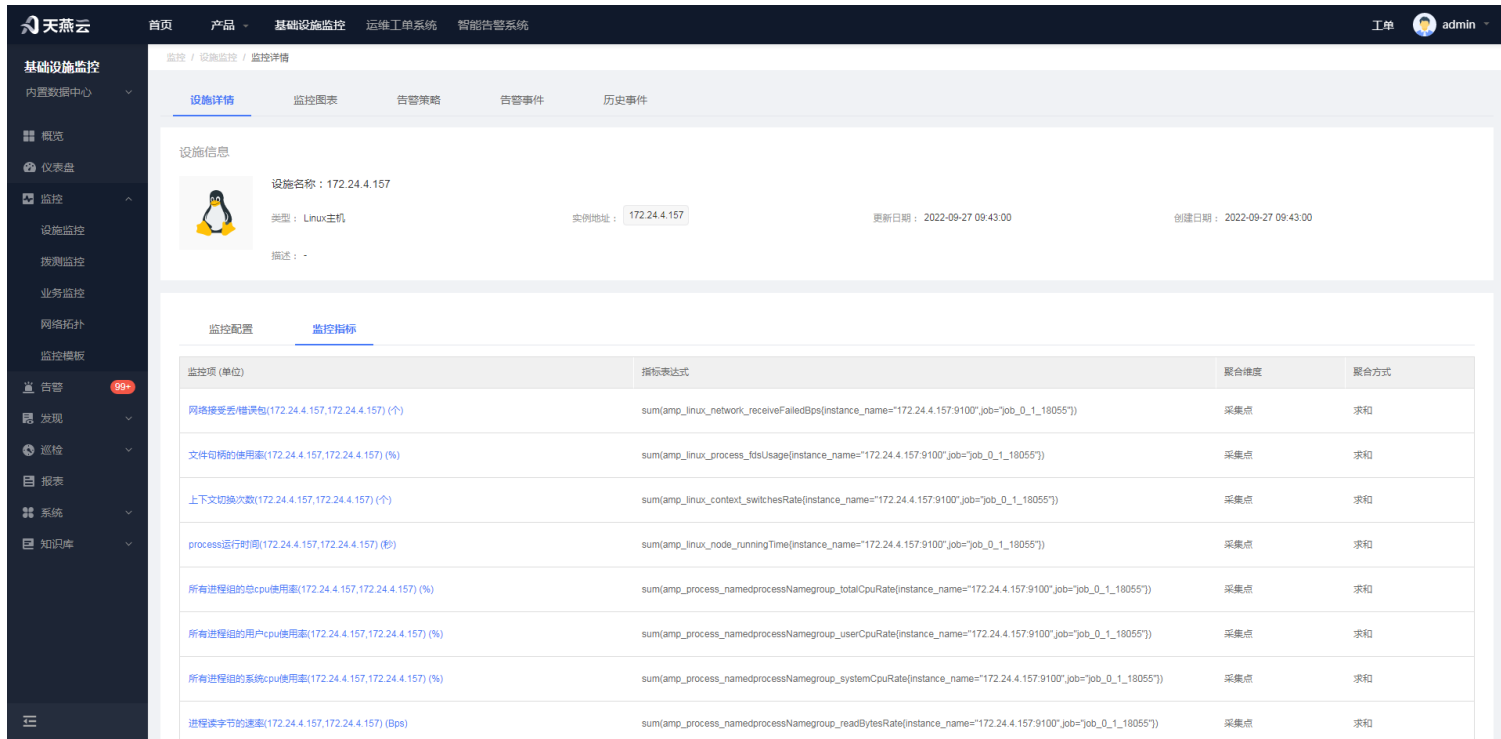 天燕云 首页 产品 基础设施监控 运维工单系统 智能告警系统 工单 admin
基础设施监控
内置数据中心
概览
仪表盘
监控
设施监控
拨测监控
业务监控
网络拓扑
监控模板
告警 99+
发现
巡检
报表
系统
知识库
监控 / 设施监控 / 监控详情
设施详情 监控图表 告警策略 告警事件 历史事件
设施信息
设施名称：172.24.4.157
类型： Linux主机 实例地址： 172.24.4.157 更新日期： 2022-09-27 09:43:00 创建日期： 2022-09-27 09:43:00
描述： -
监控配置 监控指标
监控项 (单位) 指标表达式 聚合维度 聚合方式
网络接受丢/错误包(172.24.4.157,172.24.4.157) (个) sum(amp_linux_network_receiveFailedBps{instance_name="172.24.4.157:9100",job="job_0_1_18055"}) 采集点 求和
文件句柄的使用率(172.24.4.157,172.24.4.157) (%) sum(amp_linux_process_fdsUsage{instance_name="172.24.4.157:9100",job="job_0_1_18055"}) 采集点 求和
上下文切换次数(172.24.4.157,172.24.4.157) (个) sum(amp_linux_context_switchesRate{instance_name="172.24.4.157:9100",job="job_0_1_18055"}) 采集点 求和
process运行时间(172.24.4.157,172.24.4.157) (秒) sum(amp_linux_node_runningTime{instance_name="172.24.4.157:9100",job="job_0_1_18055"}) 采集点 求和
所有进程组的总cpu使用率(172.24.4.157,172.24.4.157) (%) sum(amp_process_namedprocessNamegroup_totalCpuRate{instance_name="172.24.4.157:9100",job="job_0_1_18055"}) 采集点 求和
所有进程组的用户cpu使用率(172.24.4.157,172.24.4.157) (%) sum(amp_process_namedprocessNamegroup_userCpuRate{instance_name="172.24.4.157:9100",job="job_0_1_18055"}) 采集点 求和
所有进程组的系统cpu使用率(172.24.4.157,172.24.4.157) (%) sum(amp_process_namedprocessNamegroup_systemCpuRate{instance_name="172.24.4.157:9100",job="job_0_1_18055"}) 采集点 求和
进程读字节的速率(172.24.4.157,172.24.4.157) (Bps) sum(amp_process_namedprocessNamegroup_readBytesRate{instance_name="172.24.4.157:9100",job="job_0_1_18055"}) 采集点 求和